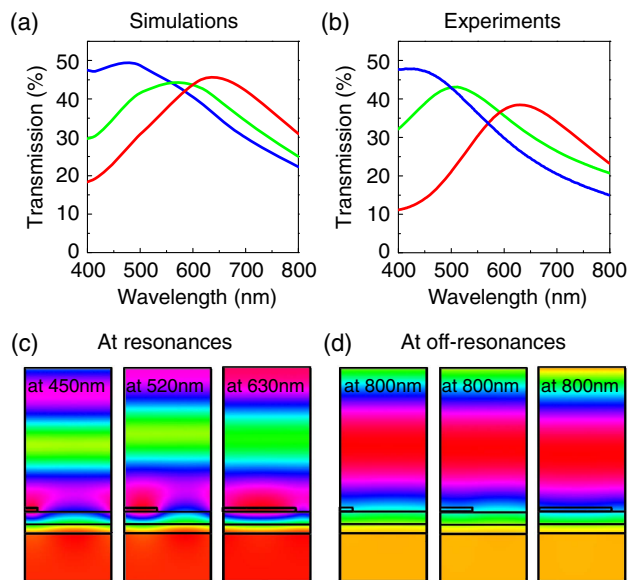 (a) Simulations
Transmission (%)
50
40
30
20
10
0
400 500 600 700 800
Wavelength (nm)
(b) Experiments
Transmission (%)
50
40
30
20
10
0
400 500 600 700 800
Wavelength (nm)
(c) At resonances
at 450nm at 520nm at 630nm
(d) At off-resonances
at 800nm at 800nm at 800nm